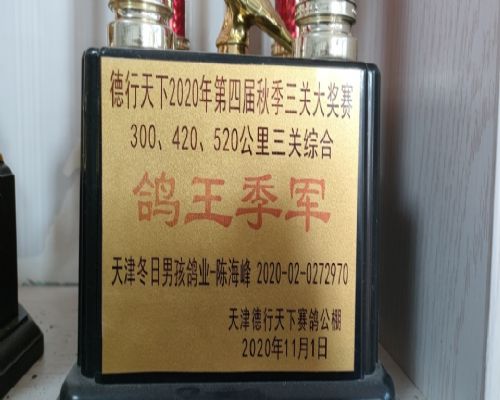 德行天下2020年第四届秋季三关大奖赛
300、420、520公里三关综合
鸽王季军
天津冬日男孩鸽业-陈海峰 2020-02-0272970
天津德行天下赛鸽公棚
2020年11月1日